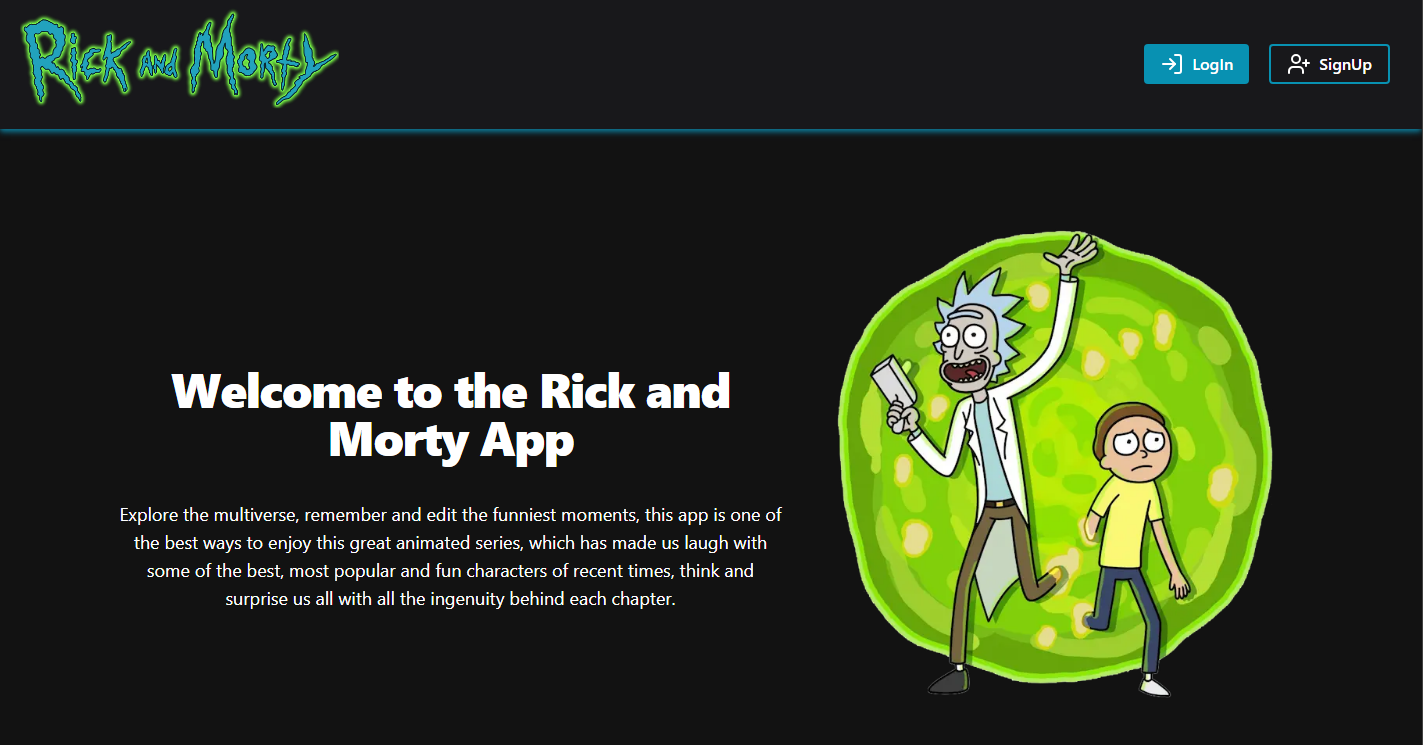 Rick and Morty
LogIn
SignUp
Welcome to the Rick and
Morty App
Explore the multiverse, remember and edit the funniest moments, this app is one of
the best ways to enjoy this great animated series, which has made us laugh with
some of the best, most popular and fun characters of recent times, think and
surprise us all with all the ingenuity behind each chapter.